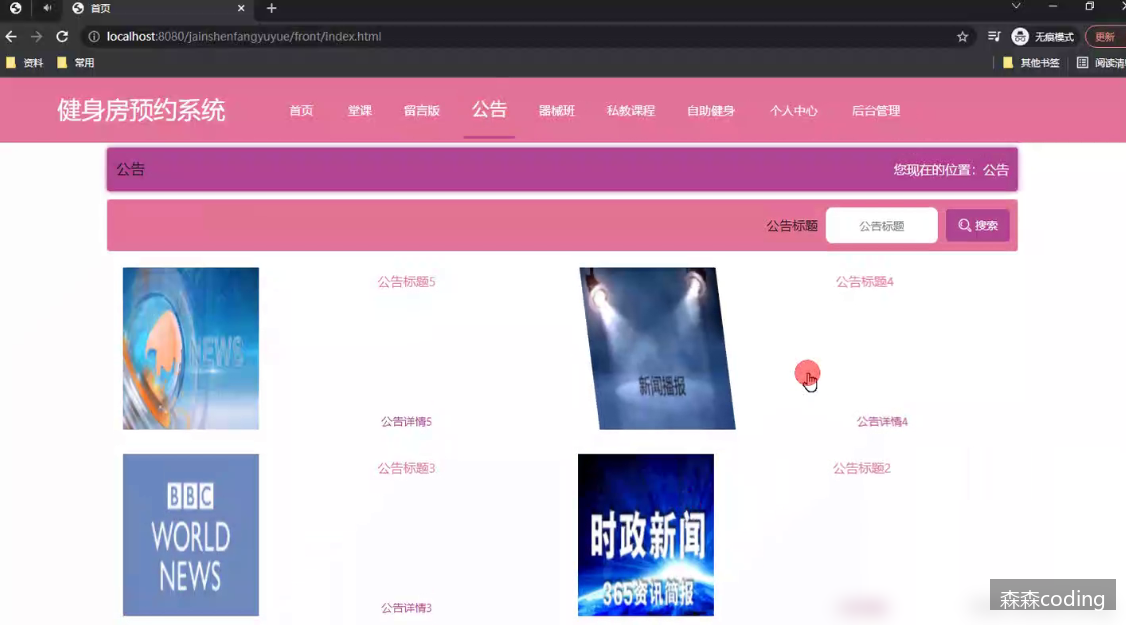 首页
localhost:8080/jainshenfangyuyue/front/index.html
无痕模式
更新
资料
常用
其他书签
阅读清
健身房预约系统
首页
堂课
留言版
公告
器械班
私教课程
自助健身
个人中心
后台管理
公告
您现在的位置：公告
公告标题
公告标题
搜索
NEWS
公告标题5
公告详情5
新闻播报
公告标题4
公告详情4
BBC
WORLD
NEWS
公告标题3
公告详情3
时政新闻
365资讯简报
公告标题2
森森coding